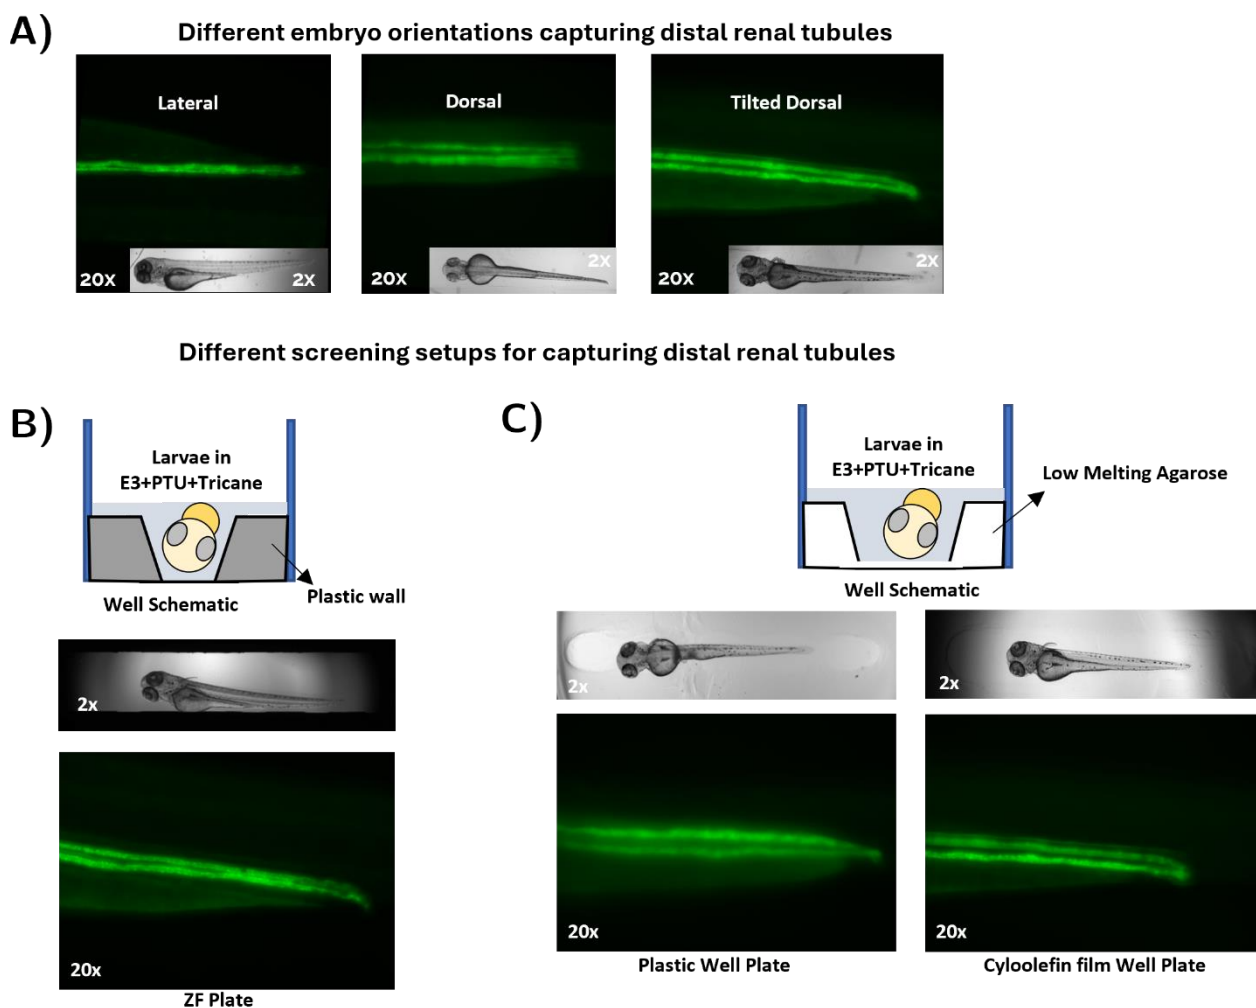 A)
Different embryo orientations capturing distal renal tubules
Lateral
20x
2x
Dorsal
20x
2x
Tilted Dorsal
20x
2x
Different screening setups for capturing distal renal tubules
B)
Larvae in
E3+PTU+Tricane
Plastic wall
Well Schematic
2x
20x
ZF Plate
C)
Larvae in
E3+PTU+Tricane
Low Melting Agarose
Well Schematic
2x
20x
Plastic Well Plate
2x
20x
Cyloolefin film Well Plate